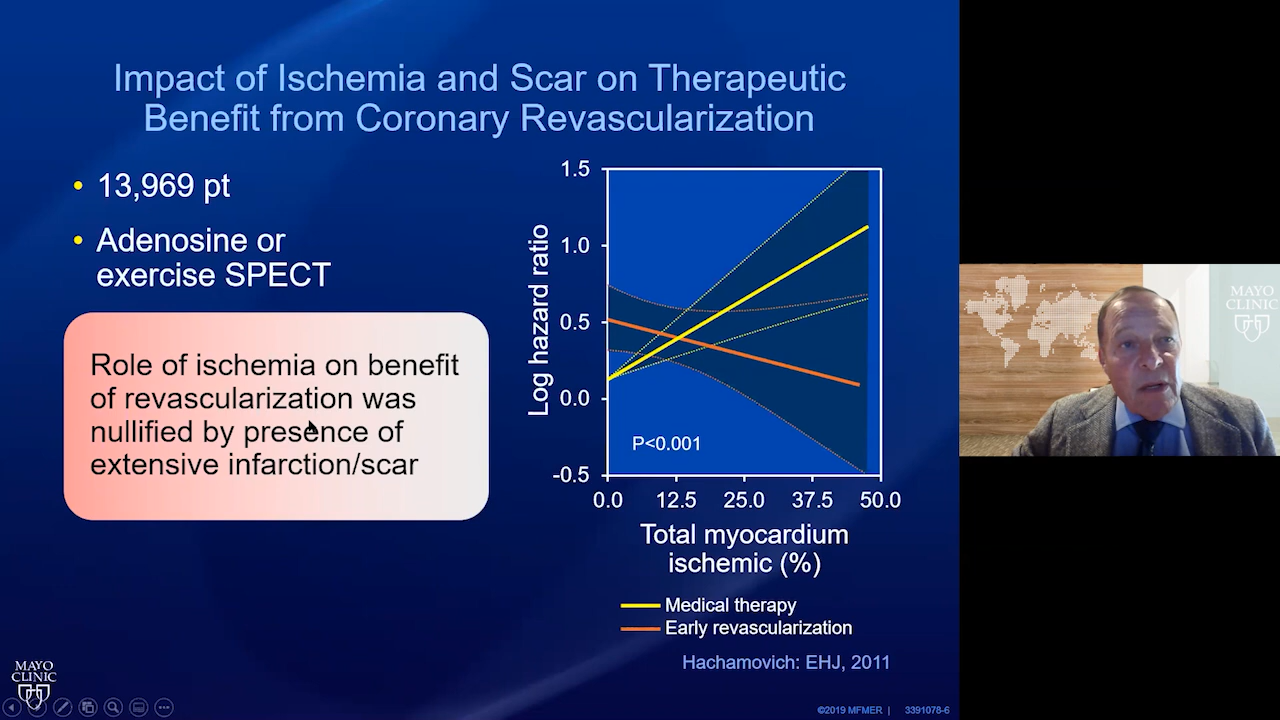 Impact of Ischemia and Scar on Therapeutic
Benefit from Coronary Revascularization
• 13,969 pt
• Adenosine or
exercise SPECT
Role of ischemia on benefit
of revascularization was
nullified by presence of
extensive infarction/scar
Log hazard ratio
1.5
1.0
0.5
0.0
-0.5
P<0.001
0.0 12.5 25.0 37.5 50.0
Total myocardium
ischemic (%)
Medical therapy
Early revascularization
Hachamovich: EHJ, 2011
MAYO
CLINIC
©2019 MFMER | 3391078-6
MAYO
CLINIC